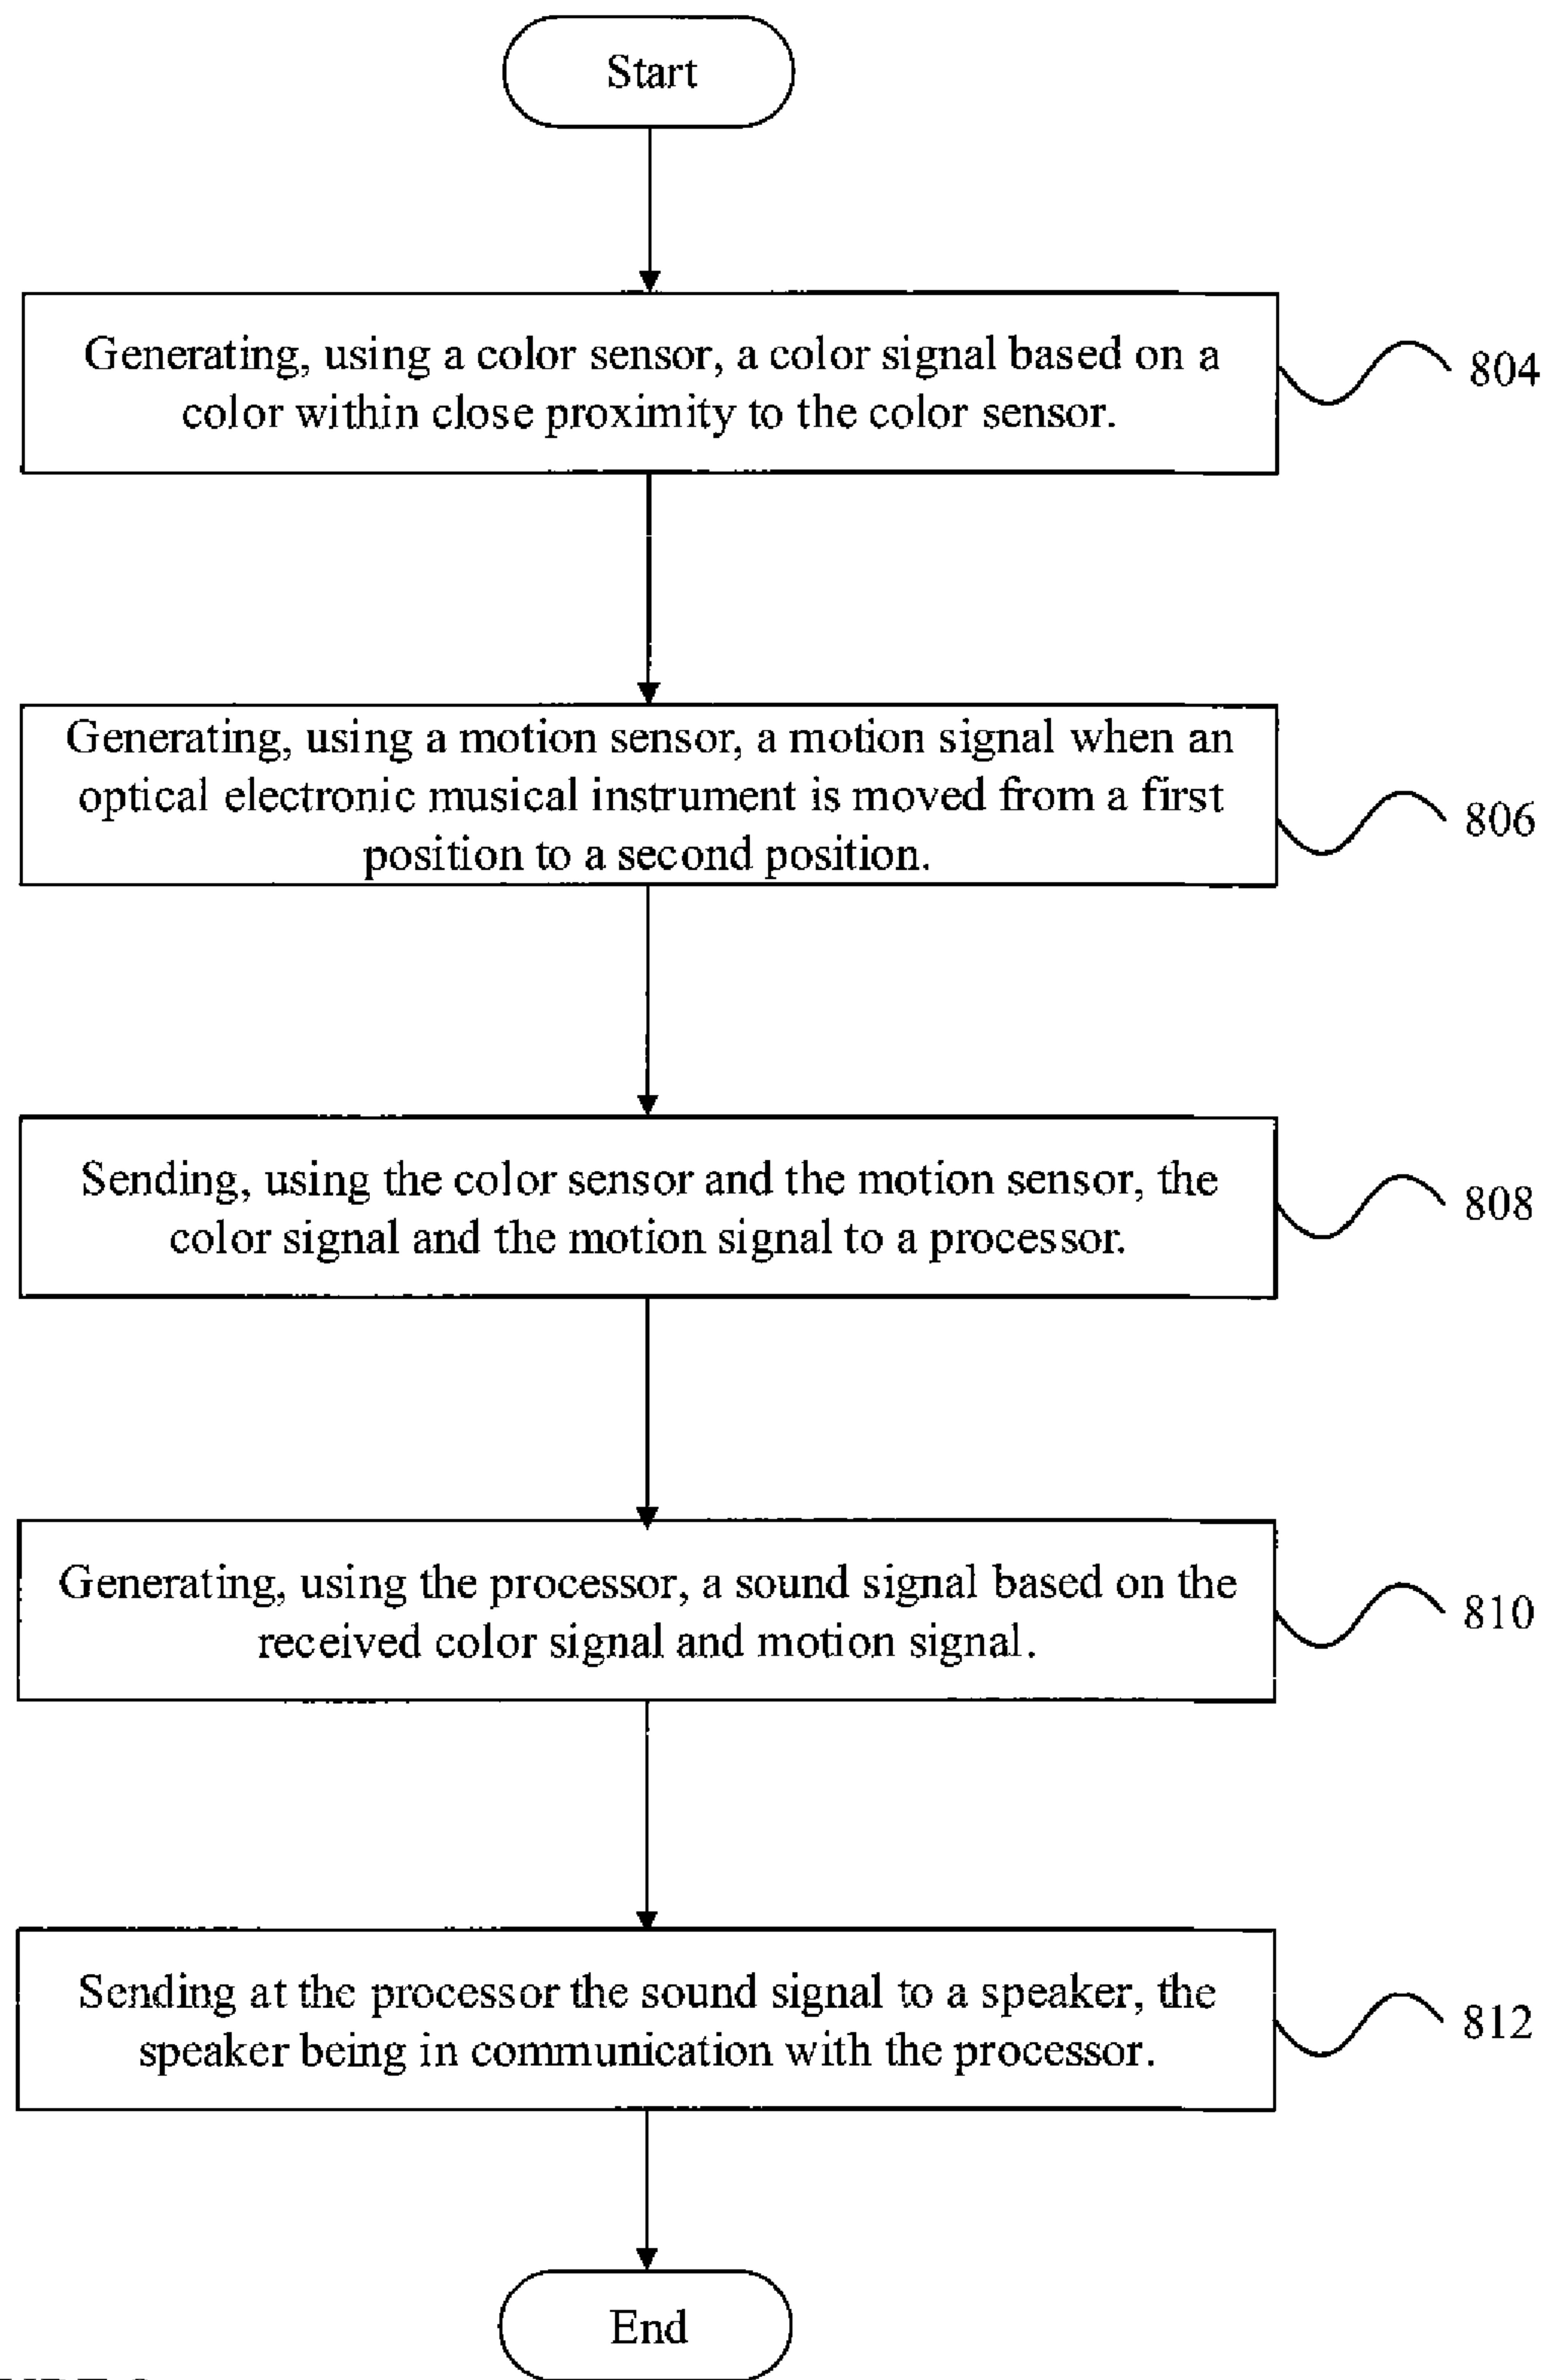 Start
Generating, using a color sensor, a color signal based on a
color within close proximity to the color sensor.
804
Generating, using a motion sensor, a motion signal when an
optical electronic musical instrument is moved from a first
position to a second position.
806
Sending, using the color sensor and the motion sensor, the
color signal and the motion signal to a processor.
808
Generating, using the processor, a sound signal based on the
received color signal and motion signal.
810
Sending at the processor the sound signal to a speaker, the
speaker being in communication with the processor.
812
End